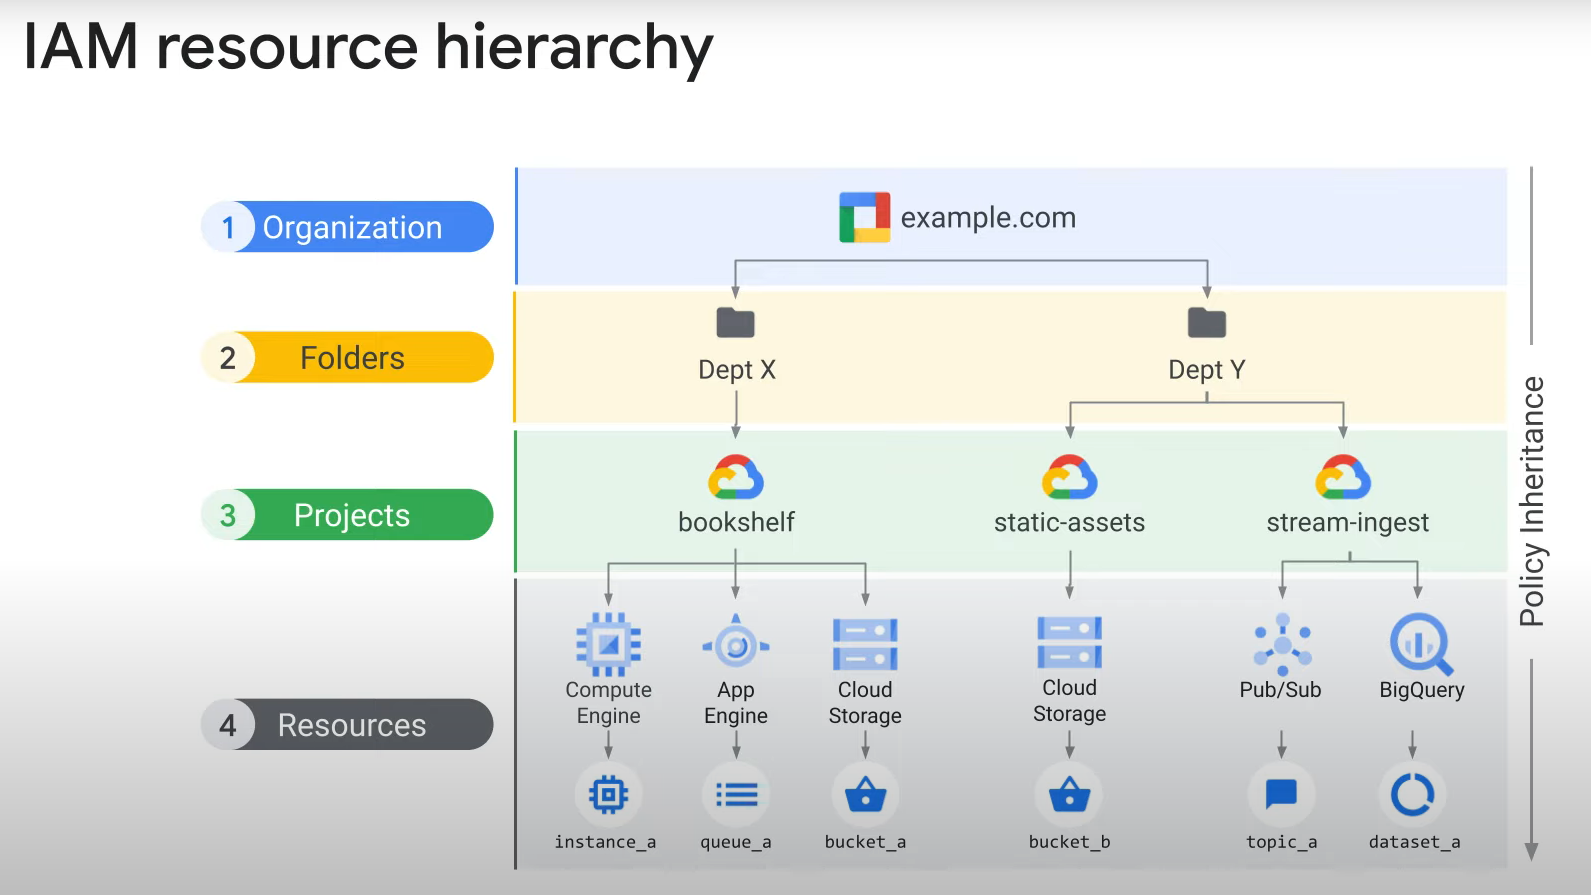 IAM resource hierarchy
1 Organization
example.com
2 Folders
Dept X
Dept Y
3 Projects
bookshelf
static-assets
stream-ingest
4 Resources
Compute
Engine
App
Engine
Cloud
Storage
Cloud
Storage
Pub/Sub
BigQuery
instance_a
queue_a
bucket_a
bucket_b
topic_a
dataset_a
Policy Inheritance